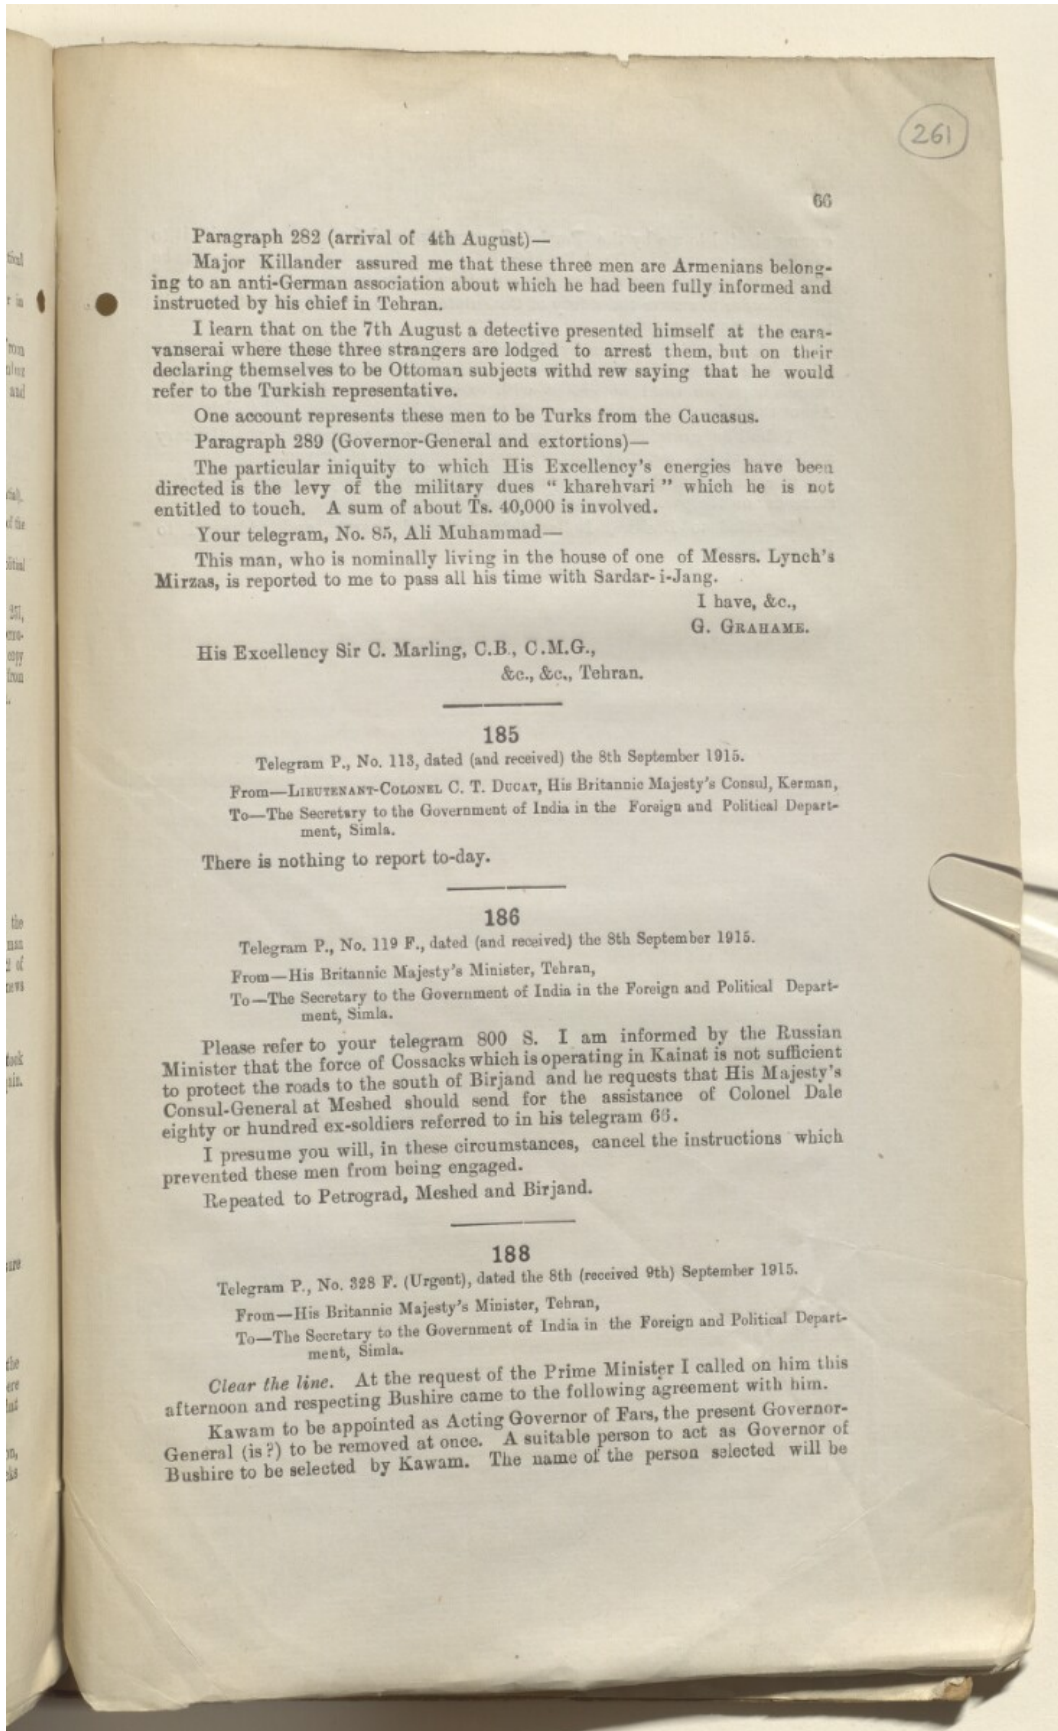 261
66
Paragraph 282 (arrival of 4th August)—
Major Killander assured me that these three men are Armenians belong-
ing to an anti-German association about which he had been fully informed and
instructed by his chief in Tehran.
I learn that on the 7th August a detective presented himself at the cara-
vanserai where these three strangers are lodged to arrest them, but on their
declaring themselves to be Ottoman subjects withd rew saying that he would
refer to the Turkish representative.
One account represents these men to be Turks from the Caucasus.
Paragraph 289 (Governor-General and extortions)—
The particular iniquity to which His Excellency's energies have been
directed is the levy of the military dues " kharehvari " which he is not
entitled to touch. A sum of about Ts. 40,000 is involved.
Your telegram, No. 85, Ali Muhammad—
This man, who is nominally living in the house of one of Messrs. Lynch's
Mirzas, is reported to me to pass all his time with Sardar-i-Jang.
I have, &c.,
G. GRAHAME.
His Excellency Sir C. Marling, C.B., C.M.G.,
&c., &c., Tehran.
185
Telegram P., No. 113, dated (and received) the 8th September 1915.
From—LIEUTENANT-COLONEL C. T. DUCAT, His Britannic Majesty's Consul, Kerman,
To—The Secretary to the Government of India in the Foreign and Political Depart-
ment, Simla.
There is nothing to report to-day.
186
Telegram P., No. 119 F., dated (and received) the 8th September 1915.
From—His Britannic Majesty's Minister, Tehran,
To—The Secretary to the Government of India in the Foreign and Political Depart-
ment, Simla.
Please refer to your telegram 800 S. I am informed by the Russian
Minister that the force of Cossacks which is operating in Kainat is not sufficient
to protect the roads to the south of Birjand and he requests that His Majesty's
Consul-General at Meshed should send for the assistance of Colonel Dale
eighty or hundred ex-soldiers referred to in his telegram 66.
I presume you will, in these circumstances, cancel the instructions which
prevented these men from being engaged.
Repeated to Petrograd, Meshed and Birjand.
188
Telegram P., No. 328 F. (Urgent), dated the 8th (received 9th) September 1915.
From—His Britannic Majesty's Minister, Tehran,
To—The Secretary to the Government of India in the Foreign and Political Depart-
ment, Simla.
Clear the line. At the request of the Prime Minister I called on him this
afternoon and respecting Bushire came to the following agreement with him.
Kawam to be appointed as Acting Governor of Fars, the present Governor-
General (is?) to be removed at once. A suitable person to act as Governor of
Bushire to be selected by Kawam. The name of the person selected will be